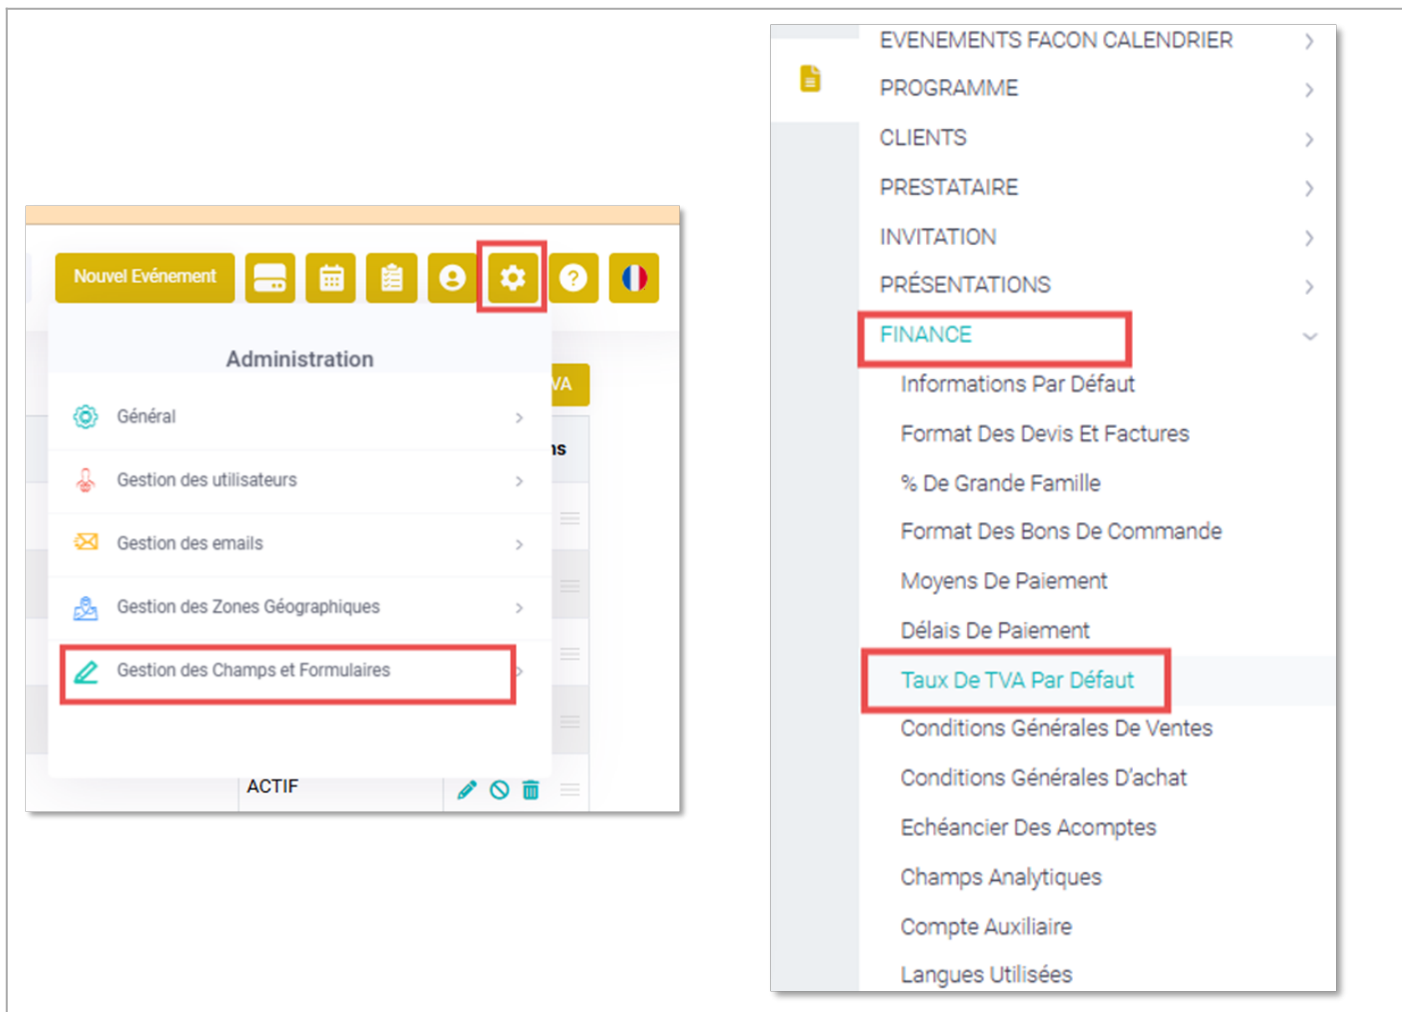 Nouvel Evénement
Administration
VA
Général
ns
Gestion des utilisateurs
Gestion des emails
Gestion des Zones Géographiques
Gestion des Champs et Formulaires
ACTIF
EVENEMENTS FACON CALENDRIER
PROGRAMME
CLIENTS
PRESTATAIRE
INVITATION
PRÉSENTATIONS
FINANCE
Informations Par Défaut
Format Des Devis Et Factures
% De Grande Famille
Format Des Bons De Commande
Moyens De Paiement
Délais De Paiement
Taux De TVA Par Défaut
Conditions Générales De Ventes
Conditions Générales D'achat
Echéancier Des Acomptes
Champs Analytiques
Compte Auxiliaire
Langues Utilisées